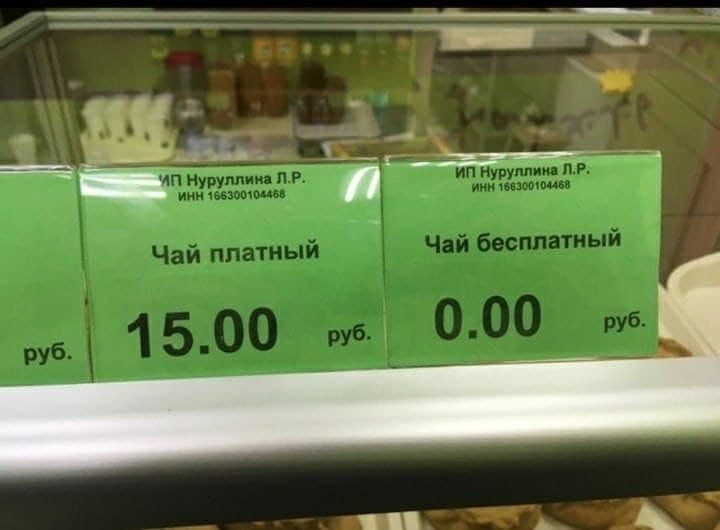 руб.
ИП Нуруллина Л.Р.
ИНН 166300104468
Чай платный
15.00 руб.
ИП Нуруллина Л.Р.
ИНН 166300104468
Чай бесплатный
0.00 руб.